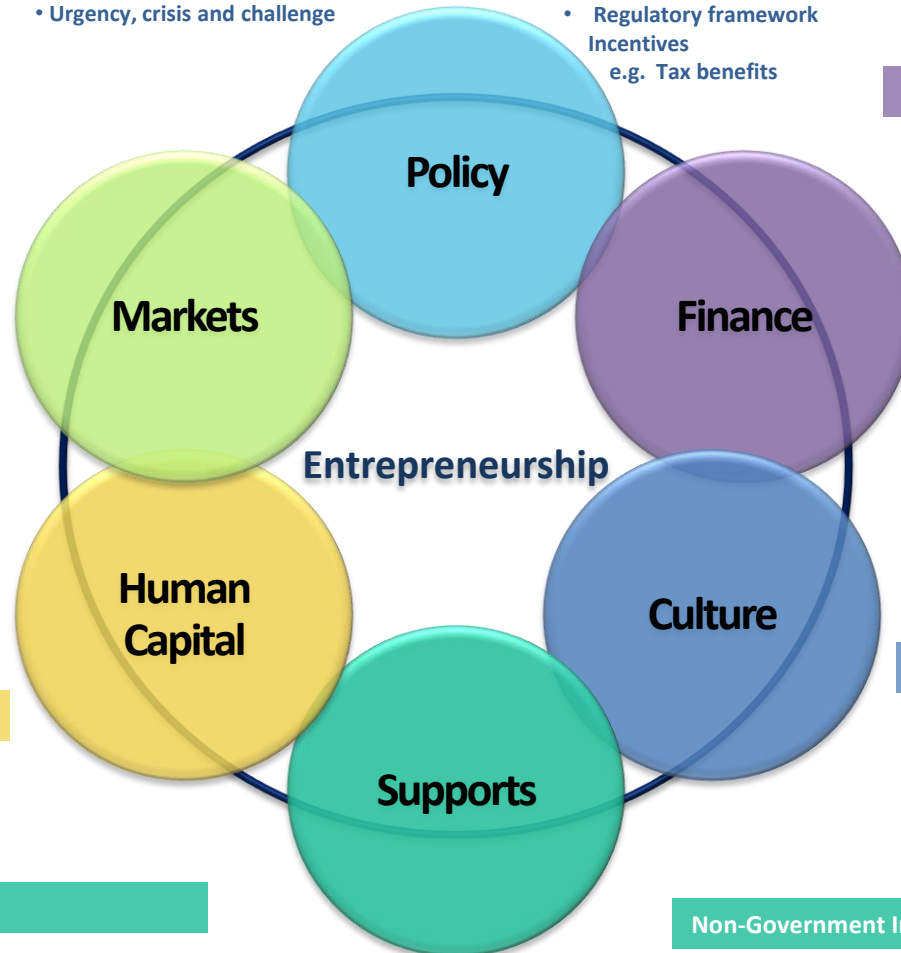 • Urgency, crisis and challenge
• Regulatory framework
Incentives
e.g. Tax benefits
Policy
Markets
Finance
Entrepreneurship
Human
Capital
Culture
Supports
Non-Government